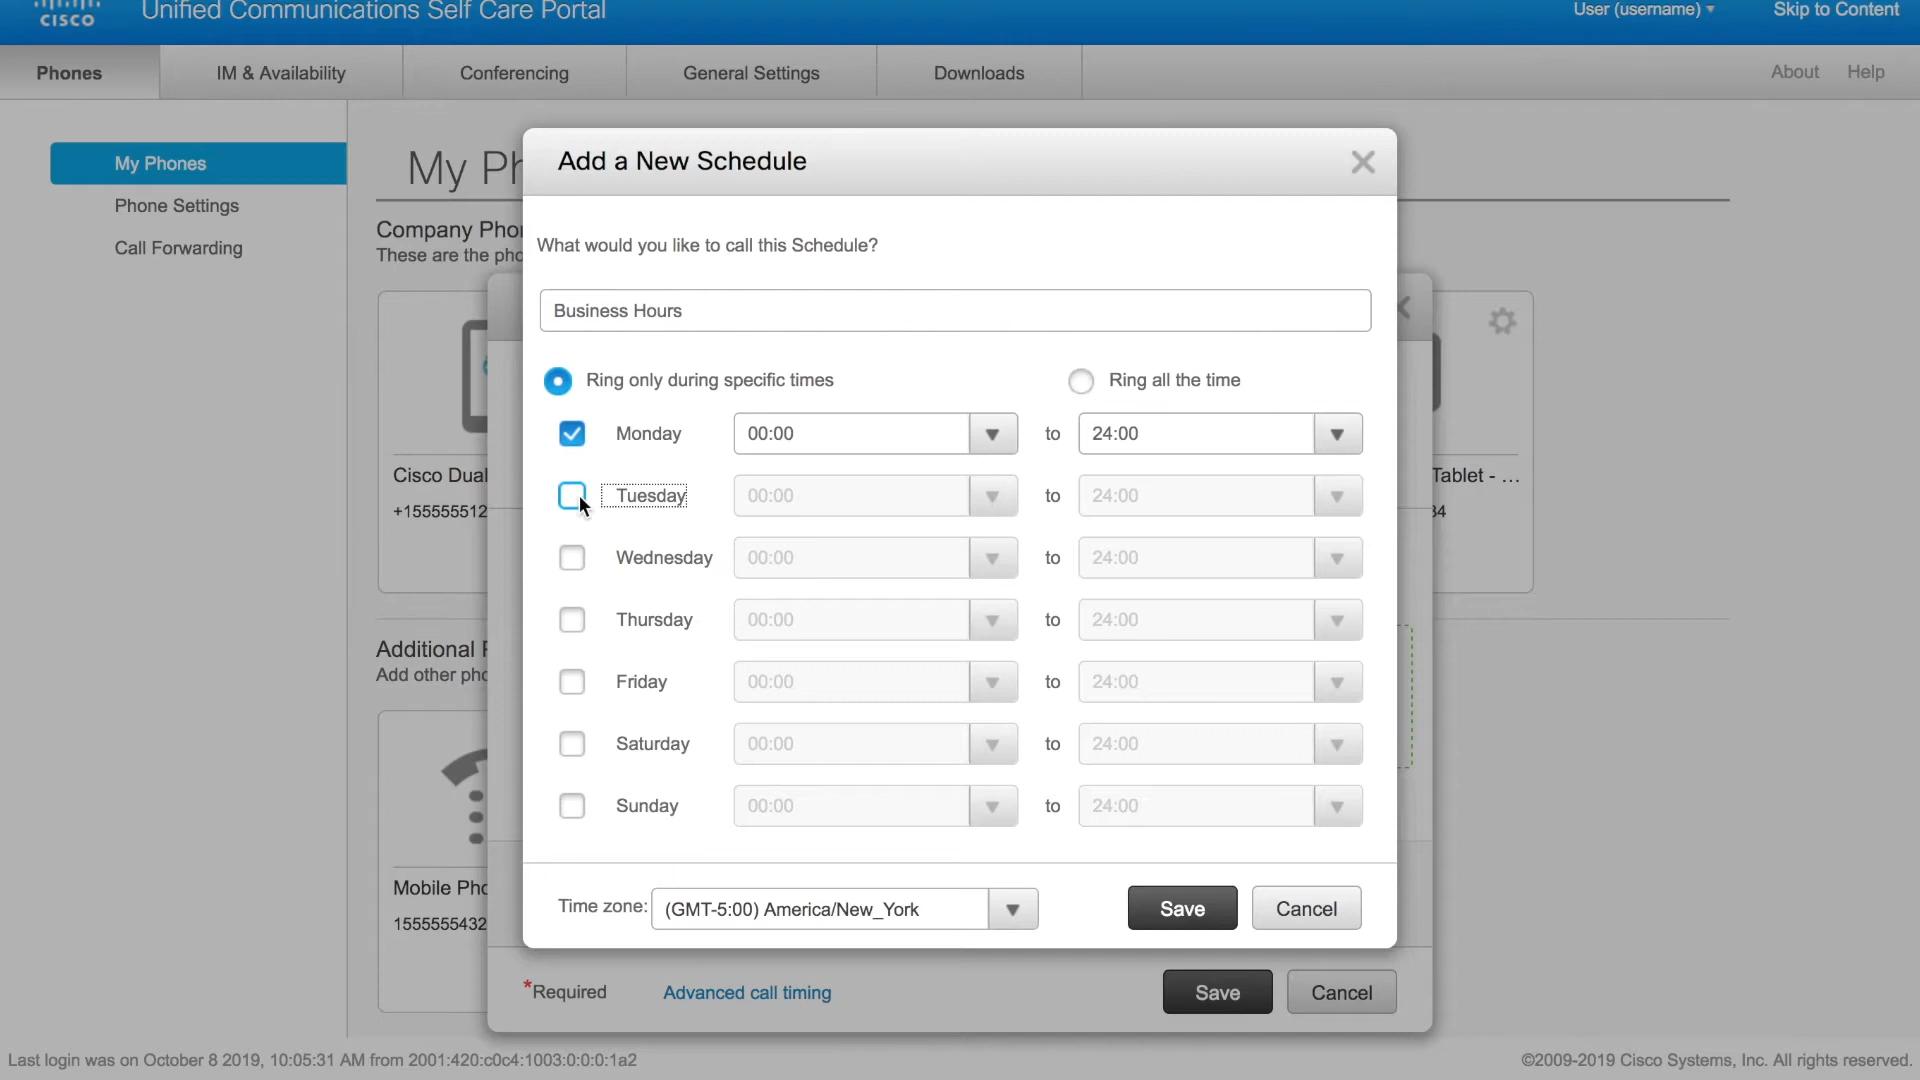 CISCO
Unified Communications Self Care Portal
User (username)
Skip to Content
Phones
IM & Availability
Conferencing
General Settings
Downloads
About
Help
My Phones
Phone Settings
Call Forwarding
My Ph
Company Phon
These are the pho
Cisco Dual
+155555512
Tablet - ...
34
Additional P
Add other pho
Mobile Pho
1555555432
Add a New Schedule
What would you like to call this Schedule?
Business Hours
Ring only during specific times
Ring all the time
Monday 00:00 to 24:00
Tuesday 00:00 to 24:00
Wednesday 00:00 to 24:00
Thursday 00:00 to 24:00
Friday 00:00 to 24:00
Saturday 00:00 to 24:00
Sunday 00:00 to 24:00
Time zone: (GMT-5:00) America/New_York
Save
Cancel
*Required
Advanced call timing
Save
Cancel
Last login was on October 8 2019, 10:05:31 AM from 2001:420:c0c4:1003:0:0:0:1a2
©2009-2019 Cisco Systems, Inc. All rights reserved.